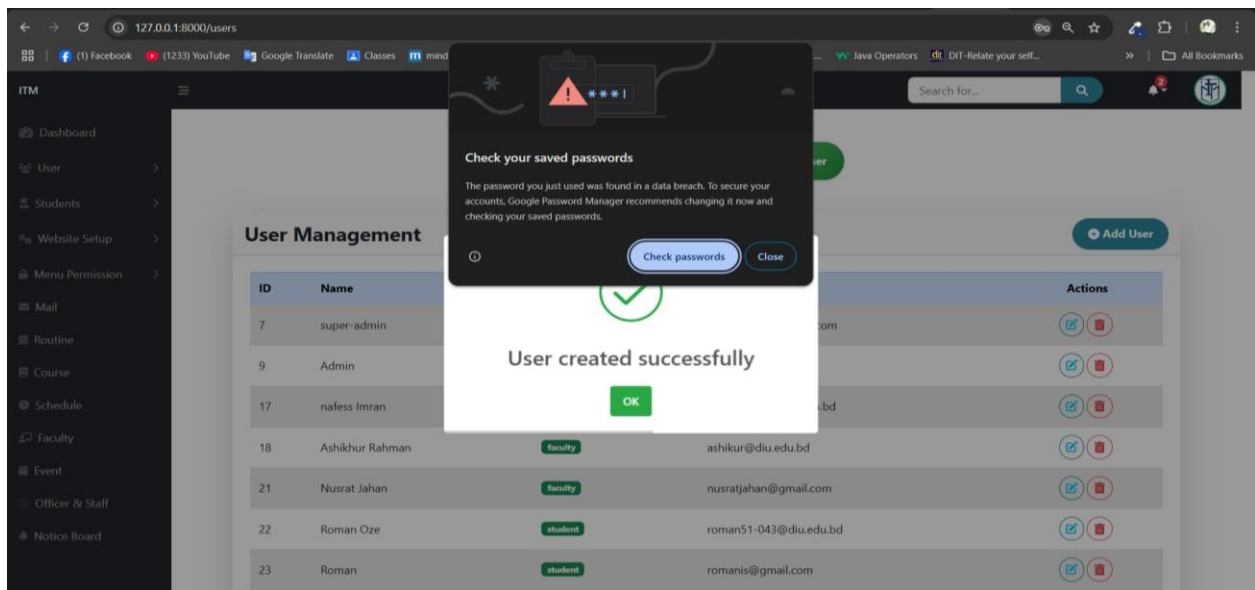 127.0.0.1:8000/users
(1) Facebook (1233) YouTube Google Translate Classes mind ... Java Operators DIT-Relate your self... » All Bookmarks
ITM Search for... 2
Dashboard
User
Students
Website Setup
Menu Permission
Mail
Routine
Course
Schedule
Faculty
Event
Officer & Staff
Notice Board
***|
Check your saved passwords
The password you just used was found in a data breach. To secure your
accounts, Google Password Manager recommends changing it now and
checking your saved passwords.
Check passwords Close
User created successfully
OK
User Management Add User
ID Name Actions
7 super-admin
9 Admin
17 nafess Imran
18 Ashikhur Rahman faculty ashikur@diu.edu.bd
21 Nusrat Jahan faculty nusratjahan@gmail.com
22 Roman Oze student roman51-043@diu.edu.bd
23 Roman student romanis@gmail.com